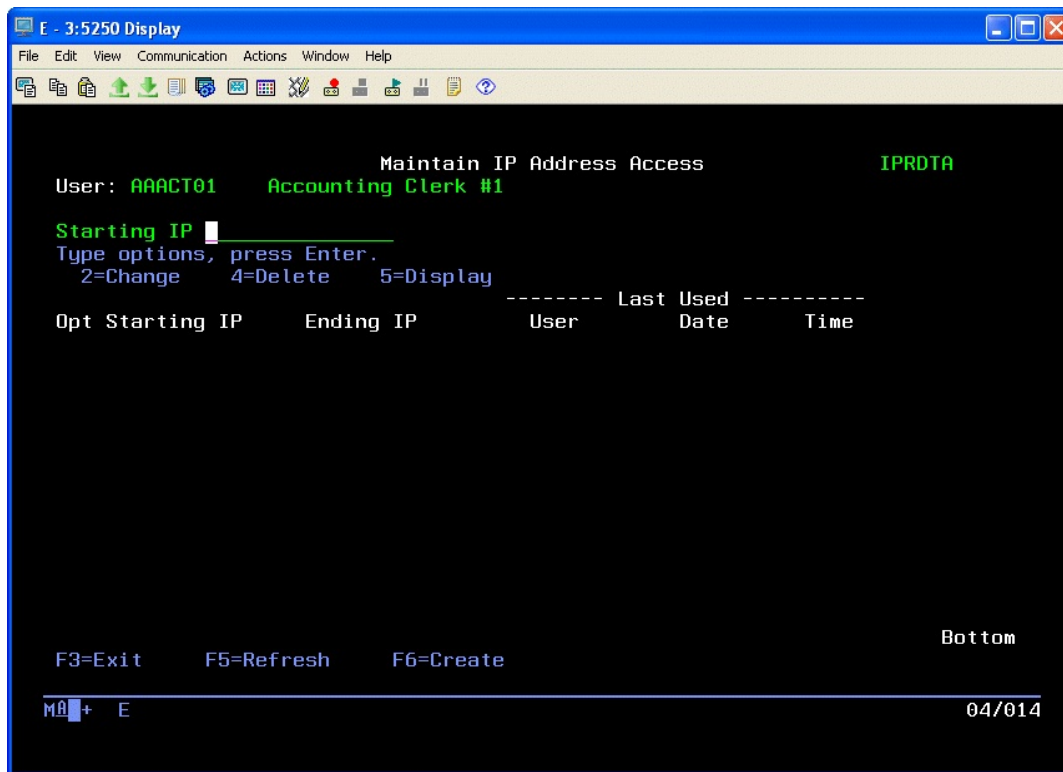 E - 3:5250 Display
File Edit View Communication Actions Window Help
Maintain IP Address Access IPRDTA
User: AAACT01 Accounting Clerk #1
Starting IP
Type options, press Enter.
2=Change 4=Delete 5=Display
-------- Last Used ----------
Opt Starting IP Ending IP User Date Time
Bottom
F3=Exit F5=Refresh F6=Create
MA + E 04/014